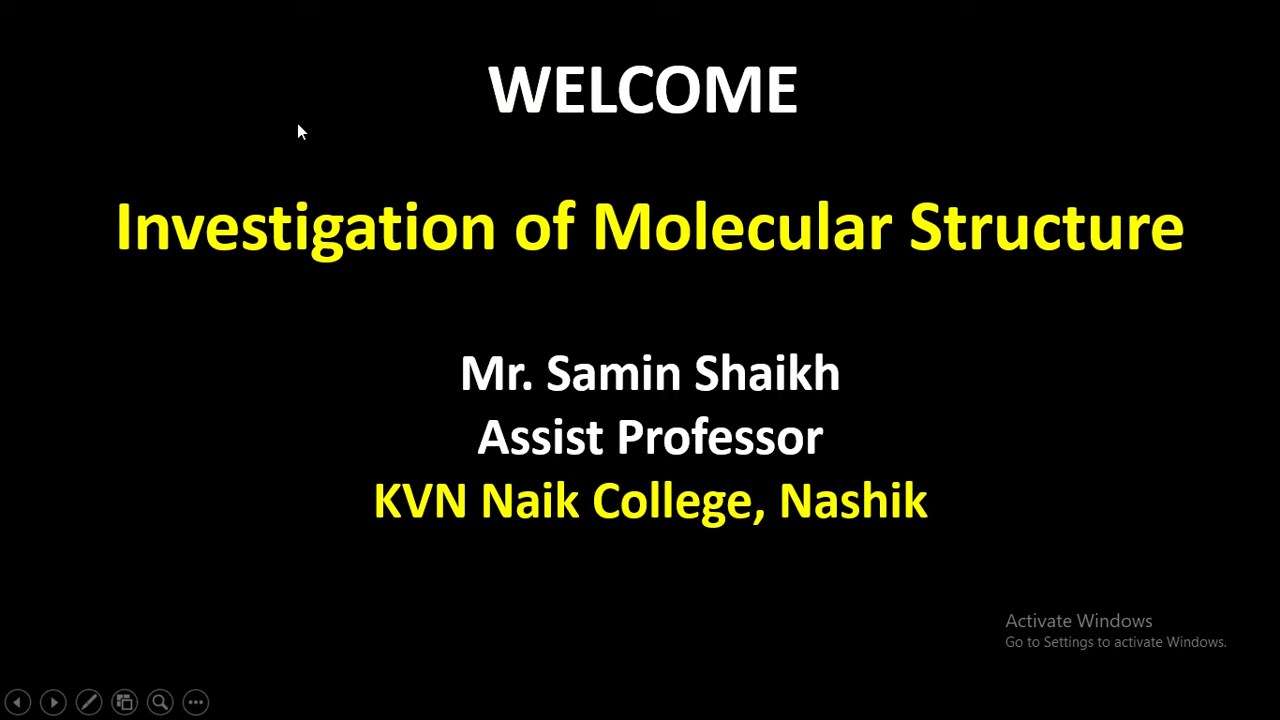 WELCOME
Investigation of Molecular Structure
Mr. Samin Shaikh
Assist Professor
KVN Naik College, Nashik
Activate Windows
Go to Settings to activate Windows.